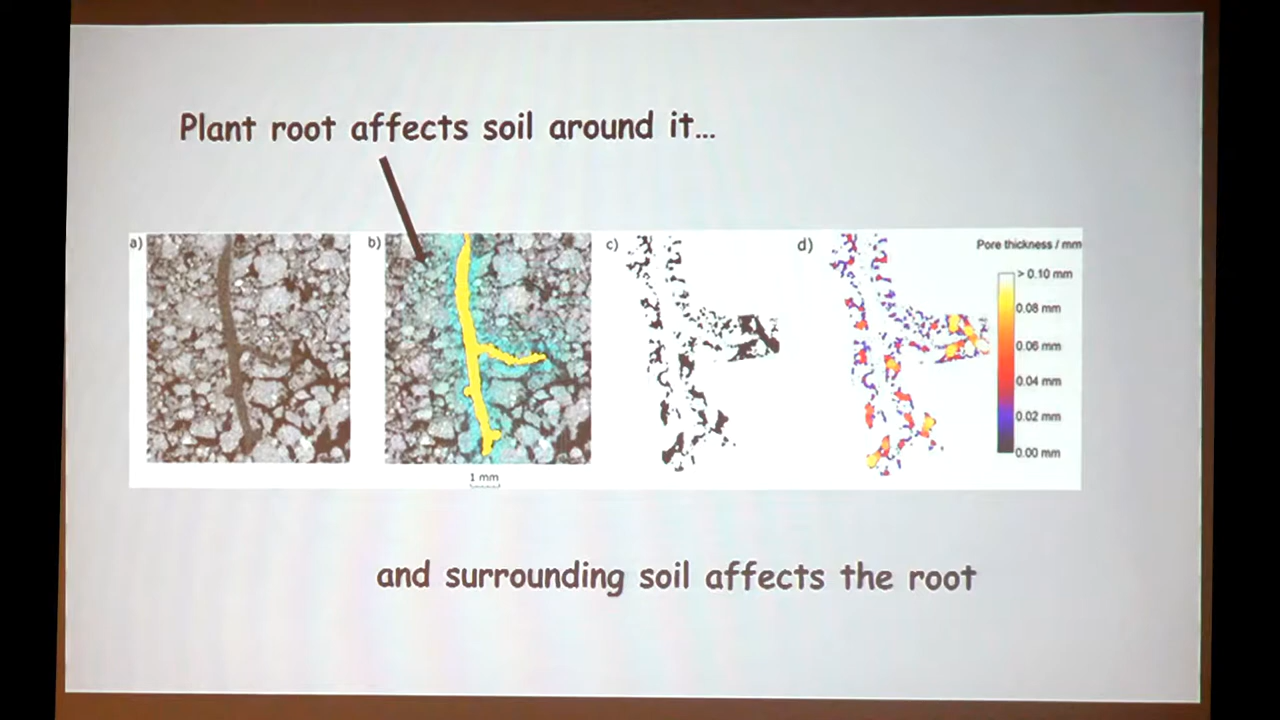 Plant root affects soil around it...
a)
b)
c)
d)
Pore thickness / mm
> 0.10 mm
0.08 mm
0.06 mm
0.04 mm
0.02 mm
0.00 mm
1 mm
and surrounding soil affects the root